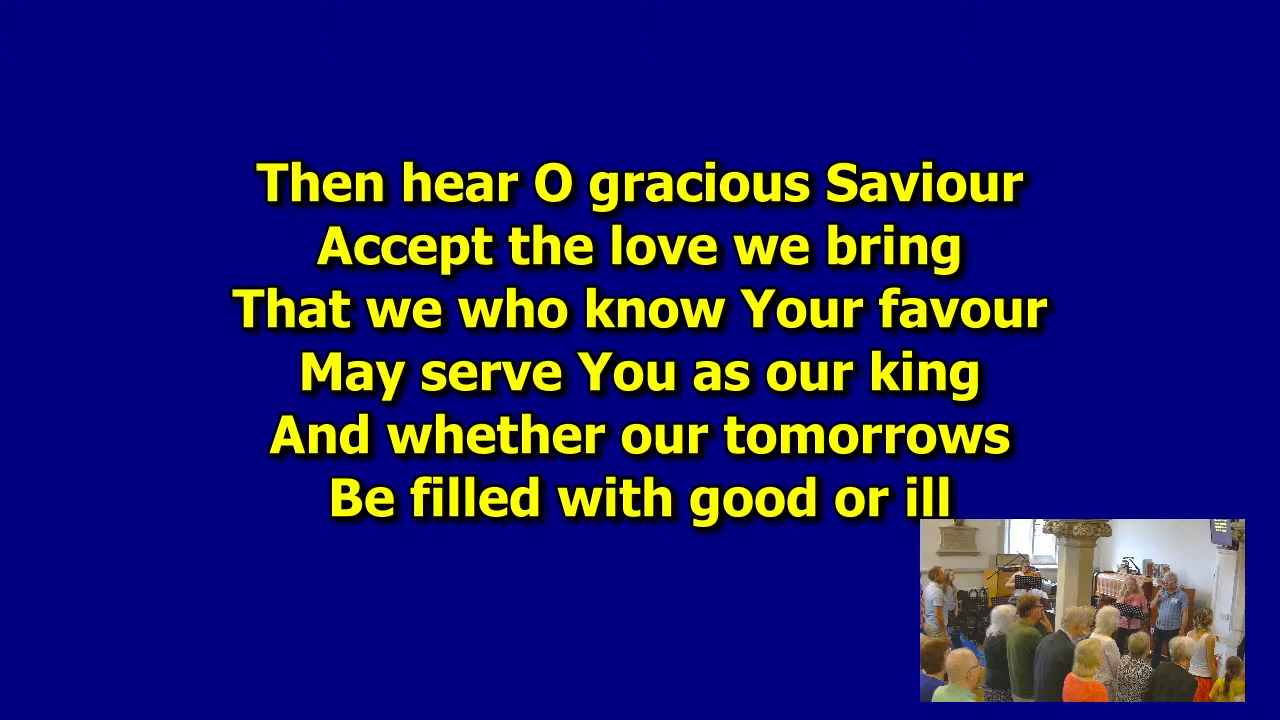 Then hear O gracious Saviour
Accept the love we bring
That we who know Your favour
May serve You as our king
And whether our tomorrows
Be filled with good or ill